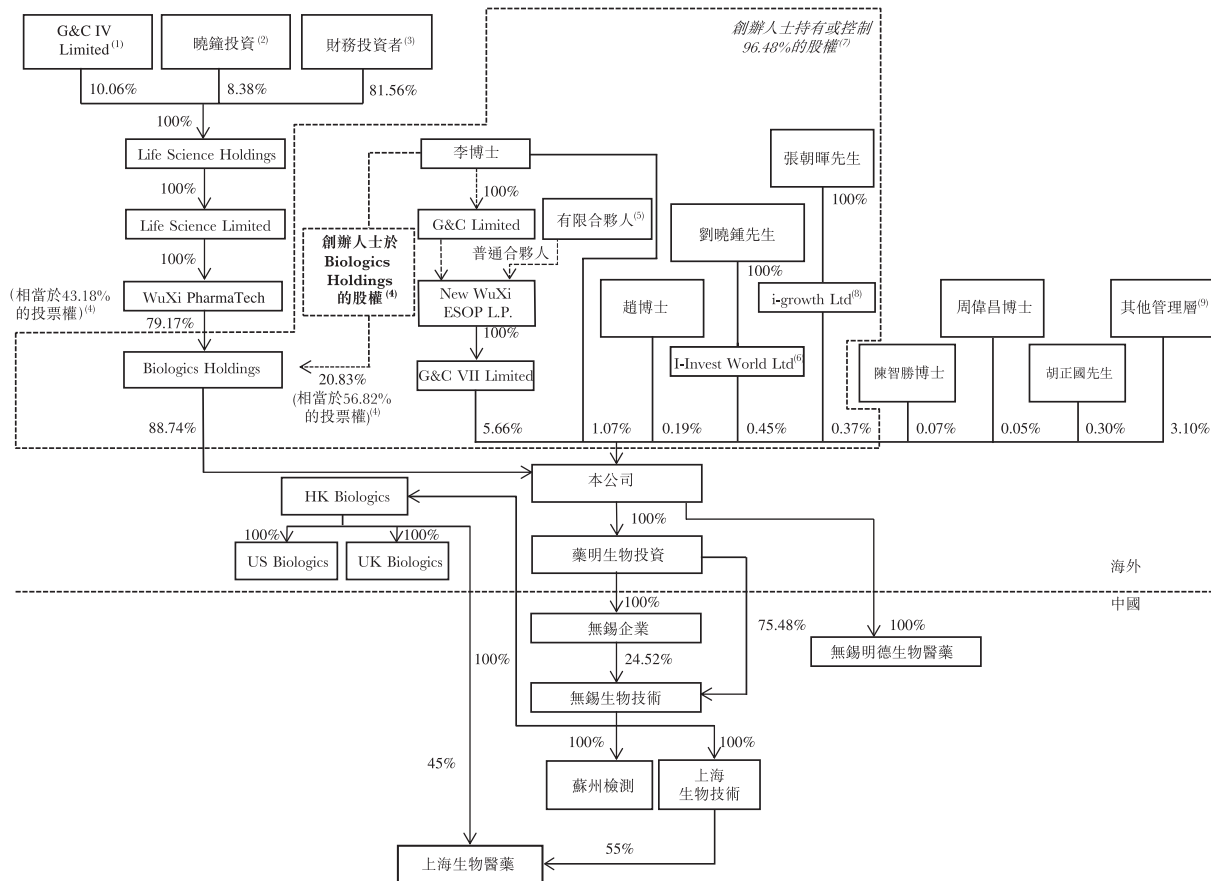 G&C IV
Limited(1)
曉鐘投資(2)
財務投資者(3)
創辦人士持有或控制
96.48%的股權(7)
10.06%
8.38%
81.56%
100%
Life Science Holdings
100%
Life Science Limited
100%
WuXi PharmaTech
(相當於43.18%
的投票權)(4)
79.17%
Biologics Holdings
88.74%
創辦人士於
Biologics
Holdings
的股權(4)
20.83%
(相當於56.82%
的投票權)(4)
李博士
100%
G&C Limited
有限合夥人(5)
普通合夥人
New WuXi
ESOP L.P.
100%
G&C VII Limited
5.66%
1.07%
趙博士
0.19%
劉曉鍾先生
100%
I-Invest World Ltd(6)
0.45%
張朝暉先生
100%
i-growth Ltd(8)
0.37%
陳智勝博士
0.07%
周偉昌博士
0.05%
胡正國先生
0.30%
其他管理層(9)
3.10%
本公司
HK Biologics
100%
100%
100%
US Biologics
UK Biologics
藥明生物投資
海外
中國
100%
無錫企業
75.48%
100%
無錫明德生物醫藥
24.52%
100%
無錫生物技術
100%
100%
45%
蘇州檢測
上海
生物技術
55%
上海生物醫藥